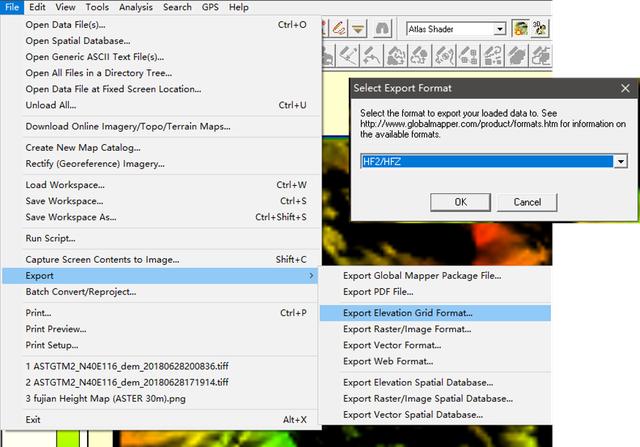 File Edit View Tools Analysis Search GPS Help
Open Data File(s)... Ctrl+O
Open Spatial Database...
Open Generic ASCII Text File(s)...
Open All Files in a Directory Tree...
Open Data File at Fixed Screen Location...
Unload All... Ctrl+U
Download Online Imagery/Topo/Terrain Maps...
Create New Map Catalog...
Rectify (Georeference) Imagery...
Load Workspace... Ctrl+W
Save Workspace... Ctrl+S
Save Workspace As... Ctrl+Shift+S
Run Script...
Capture Screen Contents to Image... Shift+C
Export
Batch Convert/Reproject...
Print... Ctrl+P
Print Preview...
Print Setup...
1 ASTGTM2_N40E116_dem_20180628200836.tiff
2 ASTGTM2_N40E116_dem_20180628171914.tiff
3 fujian Height Map (ASTER 30m).png
Exit Alt+X
Atlas Shader
3D
Select Export Format
Select the format to export your loaded data to. See
http://www.globalmapper.com/product/formats.htm for information on
the available formats.
HF2/HFZ
OK Cancel
Export Global Mapper Package File...
Export PDF File...
Export Elevation Grid Format...
Export Raster/Image Format...
Export Vector Format...
Export Web Format...
Export Elevation Spatial Database...
Export Raster/Image Spatial Database...
Export Vector Spatial Database...